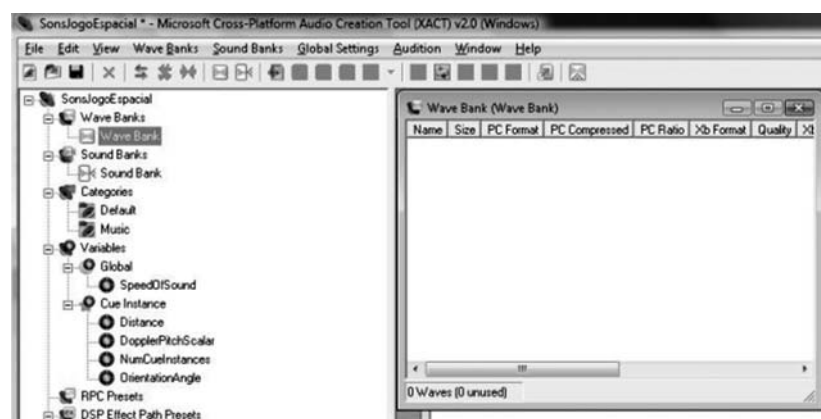 SonsJogoEspacial * - Microsoft Cross-Platform Audio Creation Tool (XACT) v2.0 (Windows)
File Edit View Wave Banks Sound Banks Global Settings Audition Window Help
SonsJogoEspacial
Wave Banks
Wave Bank
Sound Banks
Sound Bank
Categories
Default
Music
Variables
Global
SpeedOfSound
Cue Instance
Distance
DopplerPitchScalar
NumCueInstances
OrientationAngle
RPC Presets
DSP Effect Path Presets
Wave Bank (Wave Bank)
Name Size PC Format PC Compressed PC Ratio Xb Format Quality
0 Waves (0 unused)